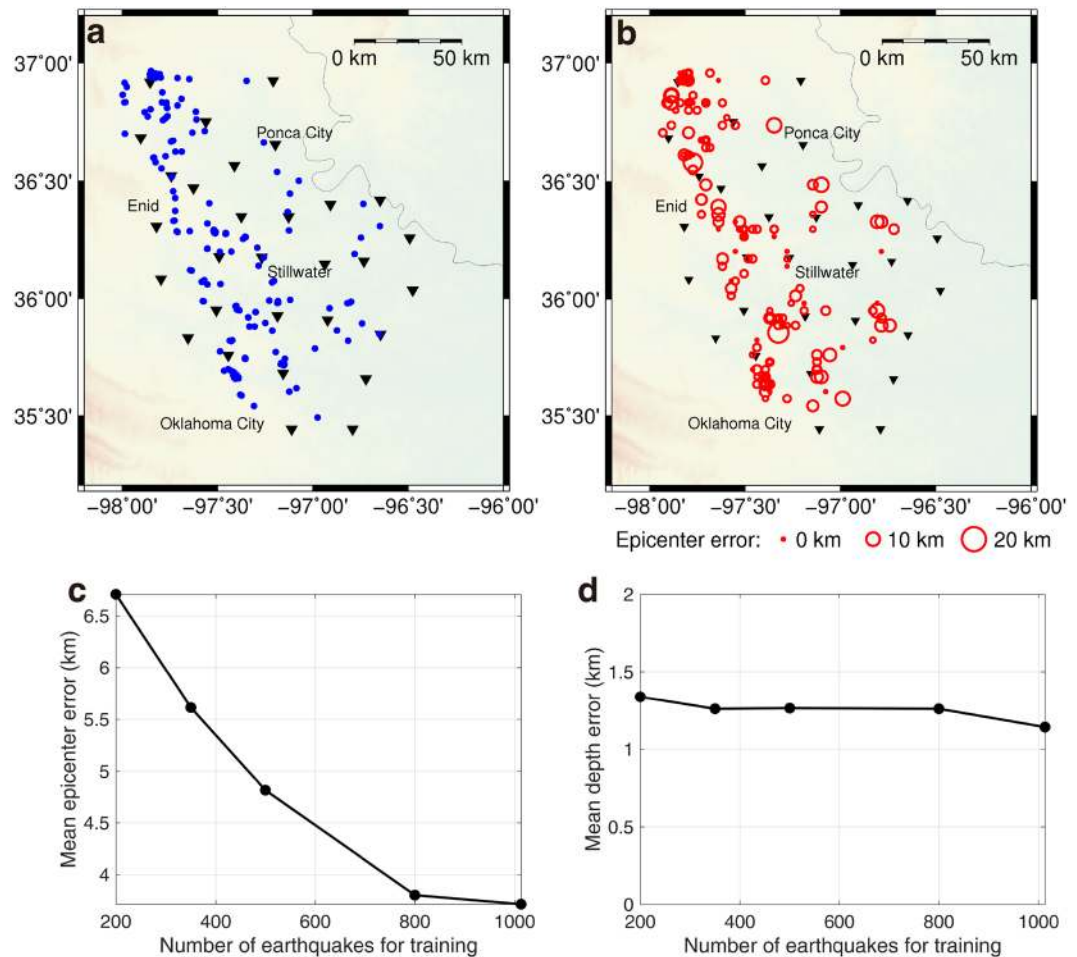 a
0 km 50 km
37°00'
36°30'
36°00'
35°30'
Ponca City
Enid
Stillwater
Oklahoma City
−98°00' −97°30' −97°00' −96°30' −96°00'
b
0 km 50 km
37°00'
36°30'
36°00'
35°30'
Ponca City
Enid
Stillwater
Oklahoma City
−98°00' −97°30' −97°00' −96°30' −96°00'
Epicenter error: 0 km 10 km 20 km
c
Mean epicenter error (km)
6.5
6
5.5
5
4.5
4
200 400 600 800 1000
Number of earthquakes for training
d
Mean depth error (km)
2
1.5
1
0.5
0
200 400 600 800 1000
Number of earthquakes for training